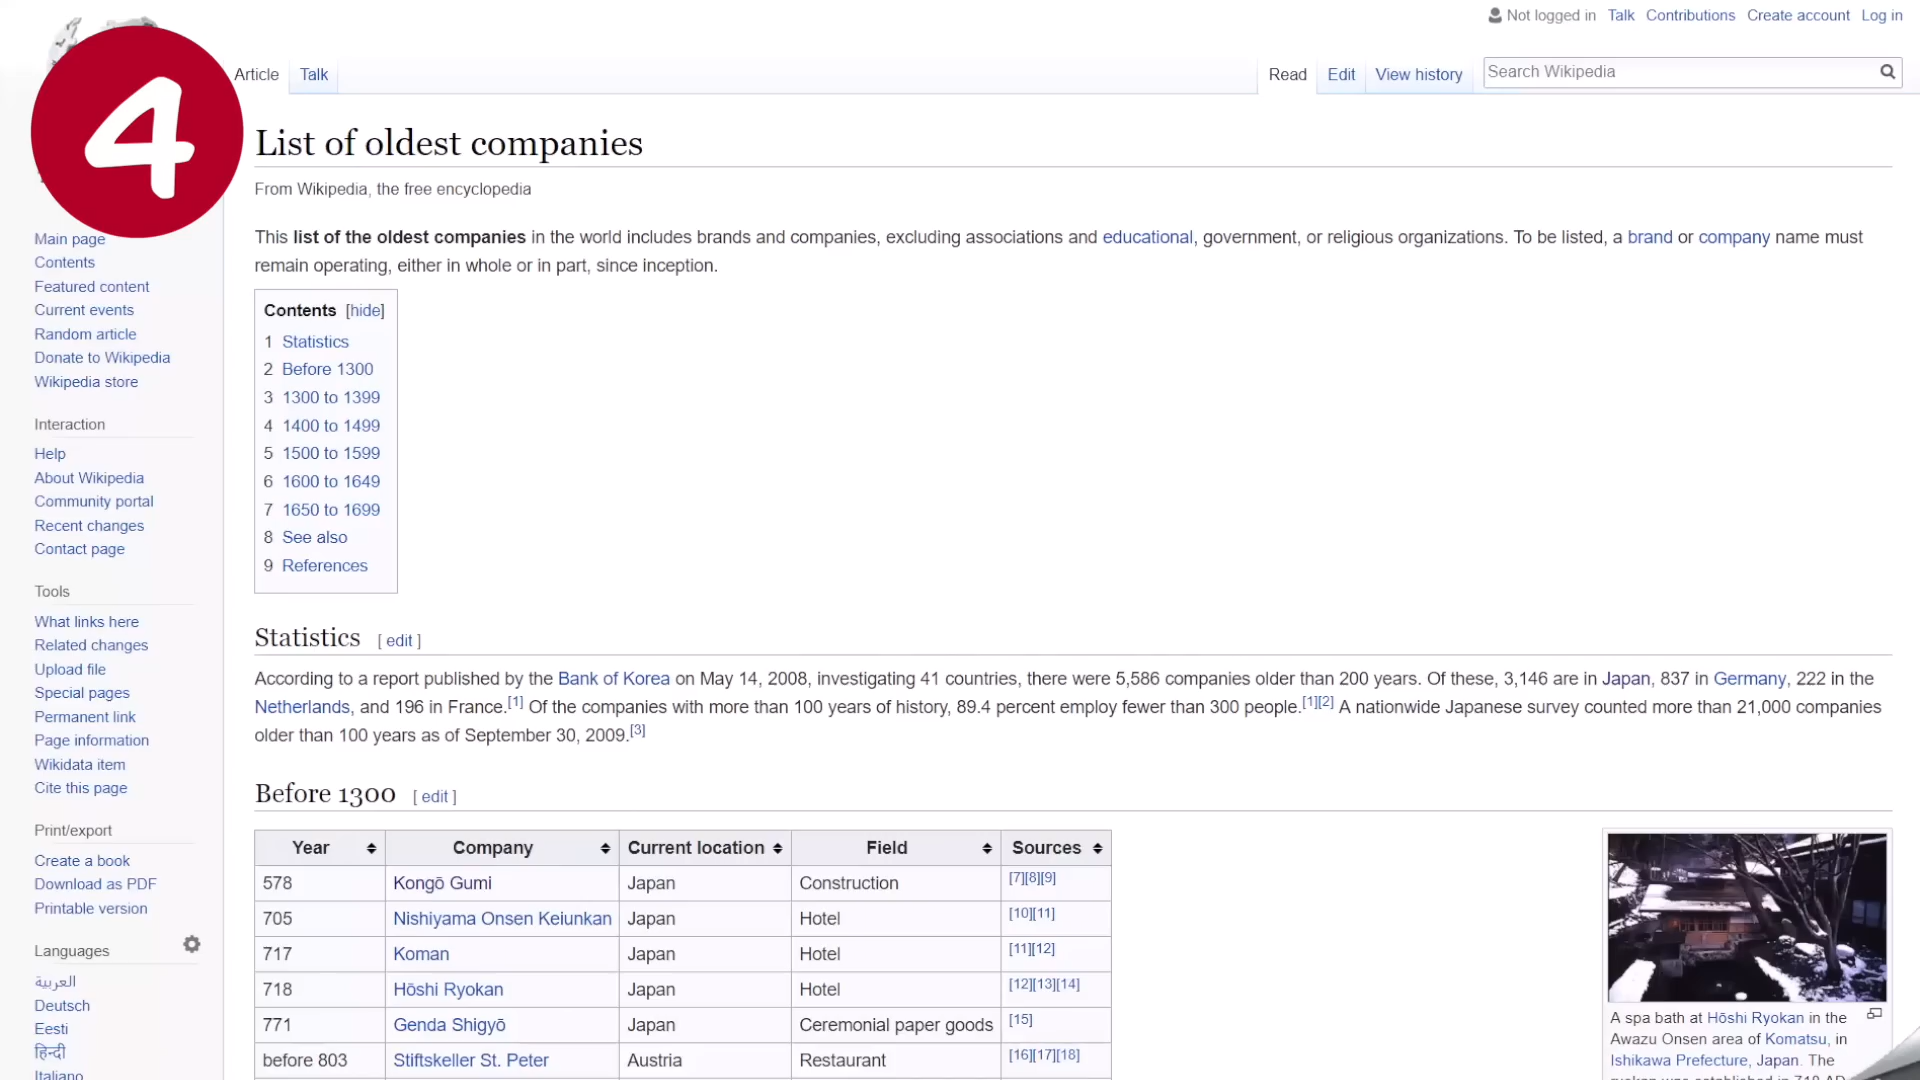 Not logged in Talk Contributions Create account Log in
4
Article Talk Read Edit View history Search Wikipedia
List of oldest companies
From Wikipedia, the free encyclopedia
This list of the oldest companies in the world includes brands and companies, excluding associations and educational, government, or religious organizations. To be listed, a brand or company name must
remain operating, either in whole or in part, since inception.
Main page
Contents
Featured content
Current events
Random article
Donate to Wikipedia
Wikipedia store
Interaction
Help
About Wikipedia
Community portal
Recent changes
Contact page
Tools
What links here
Related changes
Upload file
Special pages
Permanent link
Page information
Wikidata item
Cite this page
Print/export
Create a book
Download as PDF
Printable version
Languages
العربية
Deutsch
Eesti
हिन्दी
Italiano
Contents [hide]
1 Statistics
2 Before 1300
3 1300 to 1399
4 1400 to 1499
5 1500 to 1599
6 1600 to 1649
7 1650 to 1699
8 See also
9 References
Statistics [ edit ]
According to a report published by the Bank of Korea on May 14, 2008, investigating 41 countries, there were 5,586 companies older than 200 years. Of these, 3,146 are in Japan, 837 in Germany, 222 in the
Netherlands, and 196 in France.[1] Of the companies with more than 100 years of history, 89.4 percent employ fewer than 300 people.[1][2] A nationwide Japanese survey counted more than 21,000 companies
older than 100 years as of September 30, 2009.[3]
Before 1300 [ edit ]
Year Company Current location Field Sources
578 Kongō Gumi Japan Construction [7][8][9]
705 Nishiyama Onsen Keiunkan Japan Hotel [10][11]
717 Koman Japan Hotel [11][12]
718 Hōshi Ryokan Japan Hotel [12][13][14]
771 Genda Shigyō Japan Ceremonial paper goods [15]
before 803 Stiftskeller St. Peter Austria Restaurant [16][17][18]
A spa bath at Hōshi Ryokan in the
Awazu Onsen area of Komatsu, in
Ishikawa Prefecture, Japan. The